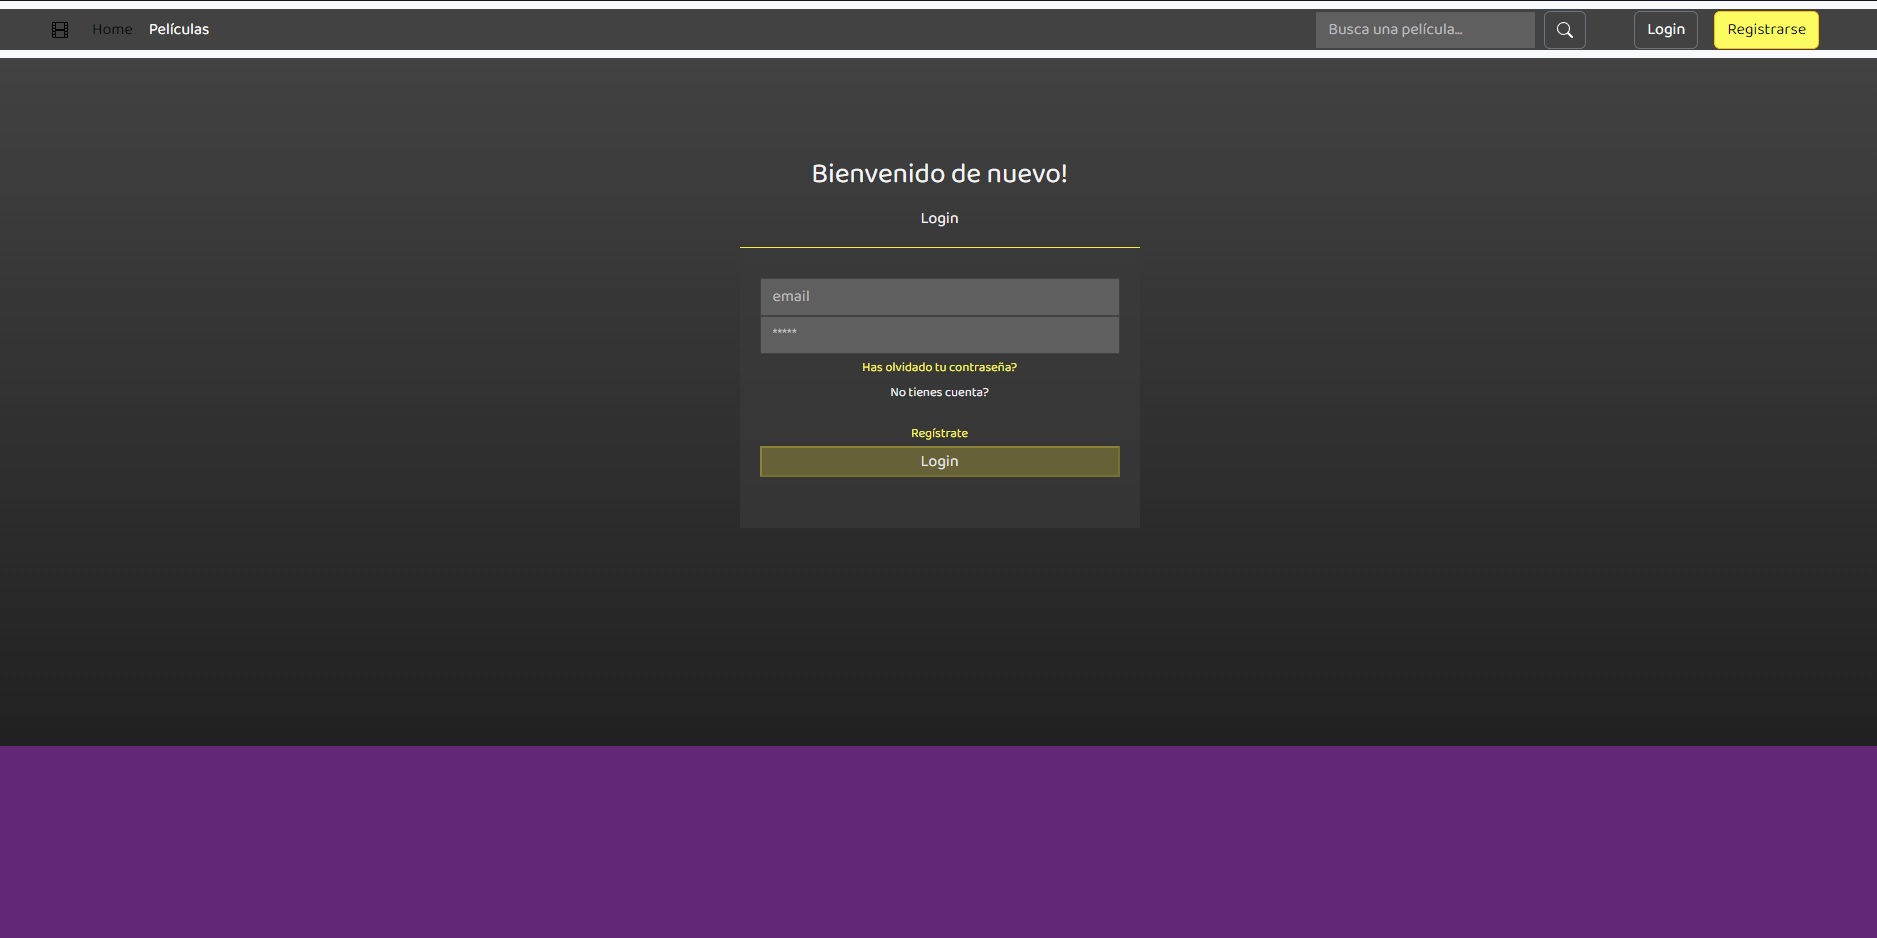 Home Películas Busca una película... Login Registrarse
Bienvenido de nuevo!
Login
email
*****
Has olvidado tu contraseña?
No tienes cuenta?
Regístrate
Login